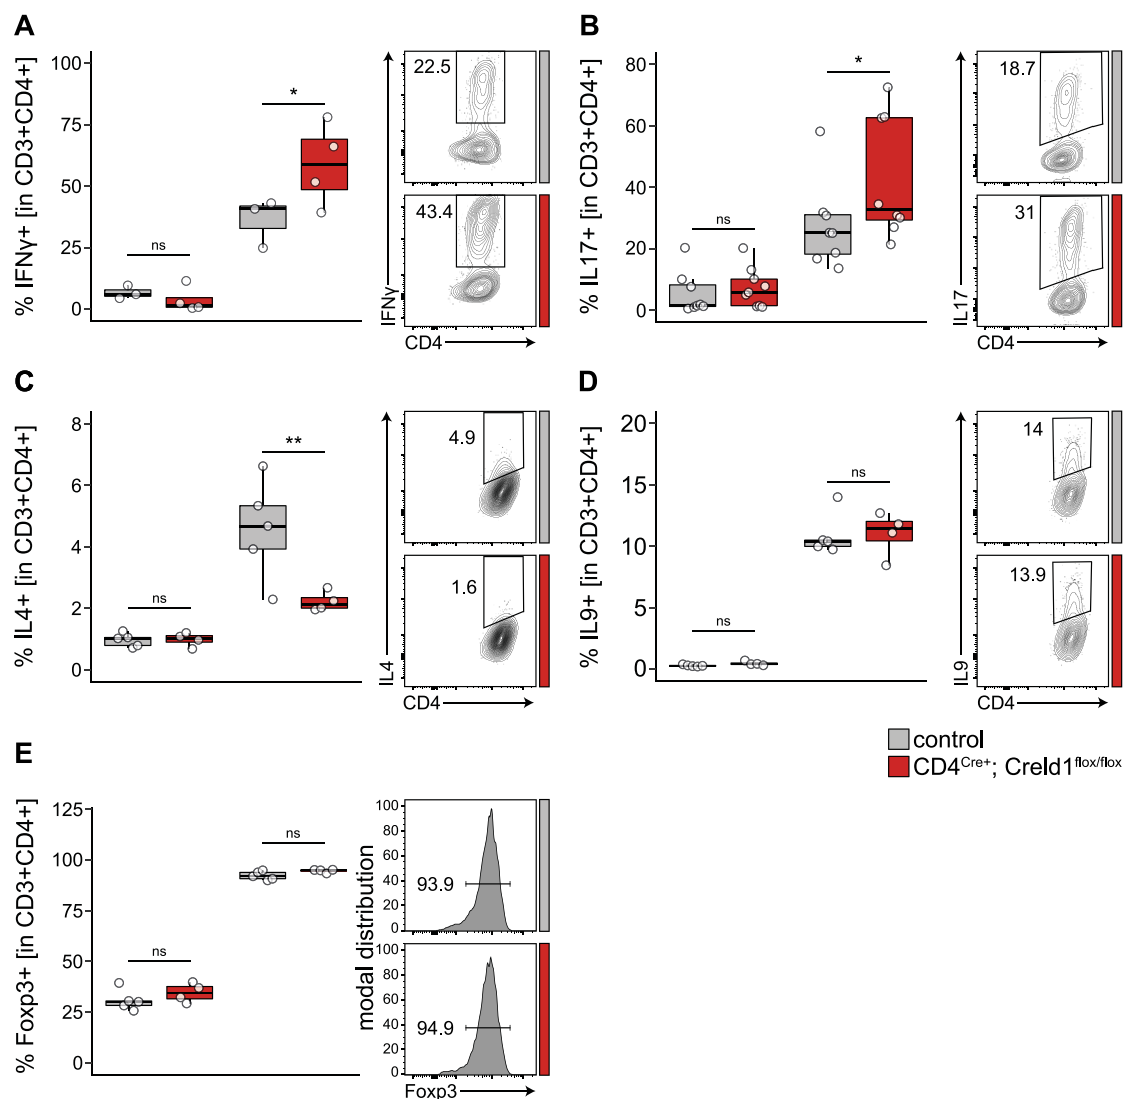 A
% IFNγ+ [in CD3+CD4+]
100
75
50
25
0
ns
*
22.5
43.4
IFNγ
CD4
B
% IL17+ [in CD3+CD4+]
80
60
40
20
0
ns
*
18.7
31
IL17
CD4
C
% IL4+ [in CD3+CD4+]
8
6
4
2
0
ns
**
4.9
1.6
IL4
CD4
D
% IL9+ [in CD3+CD4+]
20
15
10
5
0
ns
ns
14
13.9
IL9
CD4
control
CD4Cre+; Creld1flox/flox
E
% Foxp3+ [in CD3+CD4+]
125
100
75
50
25
0
ns
ns
modal distribution
100
80
60
40
20
0
93.9
100
80
60
40
20
0
94.9
Foxp3